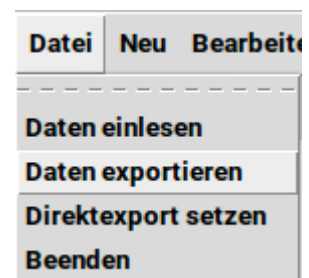 Datei Neu Bearbeite
Daten einlesen
Daten exportieren
Direktexport setzen
Beenden